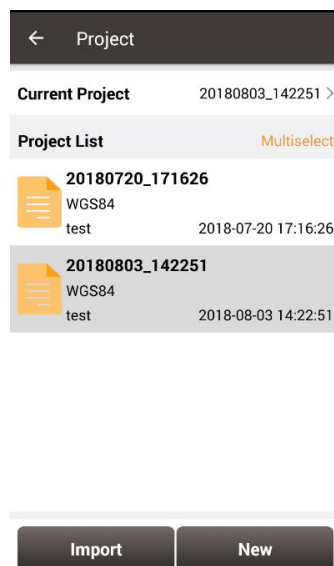 Project
Current Project 20180803_142251
Project List Multiselect
20180720_171626
WGS84
test 2018-07-20 17:16:26
20180803_142251
WGS84
test 2018-08-03 14:22:51
Import New